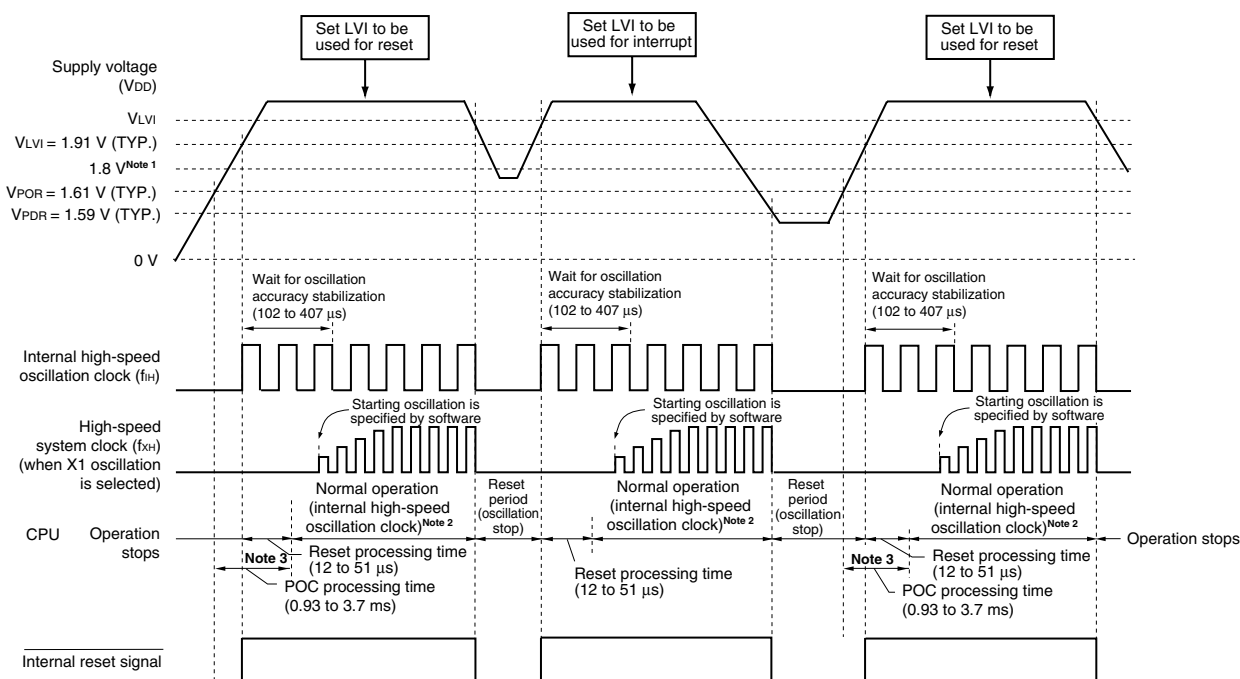 Set LVI to be
used for reset
Set LVI to be
used for interrupt
Set LVI to be
used for reset
Supply voltage
(VDD)
VLVI
VLVI = 1.91 V (TYP.)
1.8 V Note 1
VPOR = 1.61 V (TYP.)
VPDR = 1.59 V (TYP.)
0 V
Wait for oscillation
accuracy stabilization
(102 to 407 μs)
Wait for oscillation
accuracy stabilization
(102 to 407 μs)
Wait for oscillation
accuracy stabilization
(102 to 407 μs)
Internal high-speed
oscillation clock (fIH)
Starting oscillation is
specified by software
Starting oscillation is
specified by software
Starting oscillation is
specified by software
High-speed
system clock (fXH)
(when X1 oscillation
is selected)
Normal operation
(internal high-speed
oscillation clock) Note 2
Reset
period
(oscillation
stop)
Normal operation
(internal high-speed
oscillation clock) Note 2
Reset
period
(oscillation
stop)
Normal operation
(internal high-speed
oscillation clock) Note 2
CPU
Operation
stops
Operation stops
Note 3
Reset processing time
(12 to 51 μs)
POC processing time
(0.93 to 3.7 ms)
Reset processing time
(12 to 51 μs)
Note 3
Reset processing time
(12 to 51 μs)
POC processing time
(0.93 to 3.7 ms)
Internal reset signal